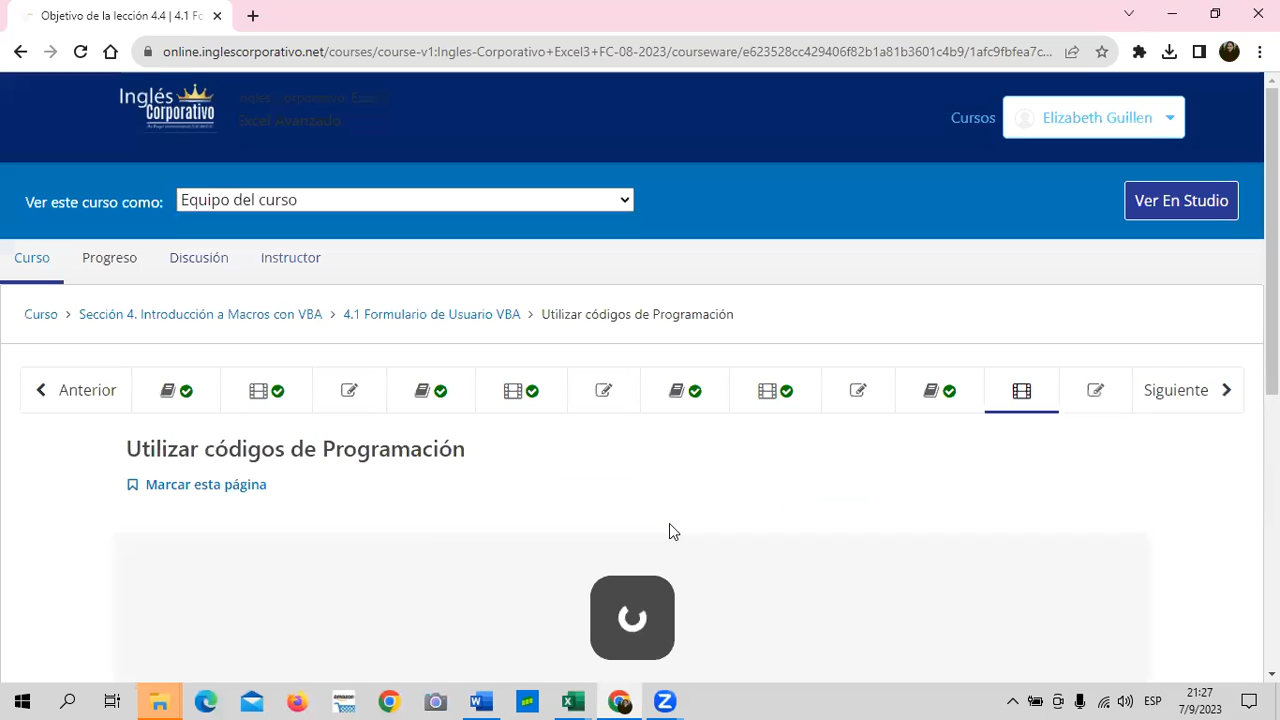 Objetivo de la lección 4.4 | 4.1 Fo
online.inglescorporativo.net/courses/course-v1:Ingles-Corporativo+Excel3+FC-08-2023/courseware/e623528cc429406f82b1a81b3601c4b9/1afc9fbfea7c...
Inglés
Corporativo
Excel Avanzado
Cursos
Elizabeth Guillen
Ver este curso como:
Equipo del curso
Ver En Studio
Curso
Progreso
Discusión
Instructor
Curso > Sección 4. Introducción a Macros con VBA > 4.1 Formulario de Usuario VBA > Utilizar códigos de Programación
Anterior
Siguiente
Utilizar códigos de Programación
Marcar esta página
ESP
21:27
7/9/2023